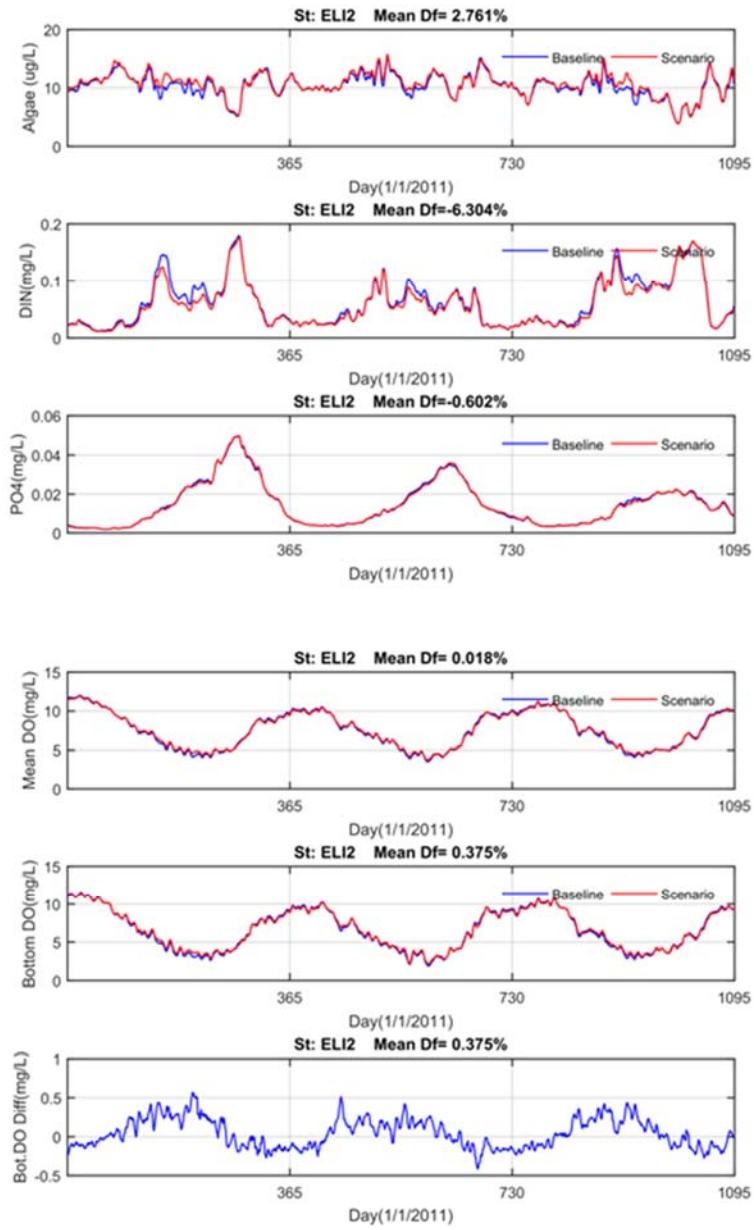 St: ELI2 Mean Df= 2.761%
20
10
0
Algae (ug/L)
Baseline Scenario
365 730 1095
Day(1/1/2011)
St: ELI2 Mean Df=-6.304%
0.2
0.1
0
DIN(mg/L)
Baseline Scenario
365 730 1095
Day(1/1/2011)
St: ELI2 Mean Df=-0.602%
0.06
0.04
0.02
0
PO4(mg/L)
Baseline Scenario
365 730 1095
Day(1/1/2011)
St: ELI2 Mean Df= 0.018%
15
10
5
0
Mean DO(mg/L)
Baseline Scenario
365 730 1095
Day(1/1/2011)
St: ELI2 Mean Df= 0.375%
15
10
5
0
Bottom DO(mg/L)
Baseline Scenario
365 730 1095
Day(1/1/2011)
St: ELI2 Mean Df= 0.375%
1
0.5
0
-0.5
Bot.DO Diff(mg/L)
365 730 1095
Day(1/1/2011)